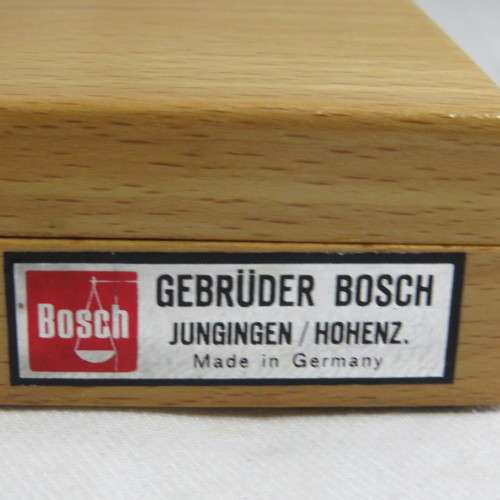 Bosch
GEBRÜDER BOSCH
JUNGINGEN / HOHENZ.
Made in Germany